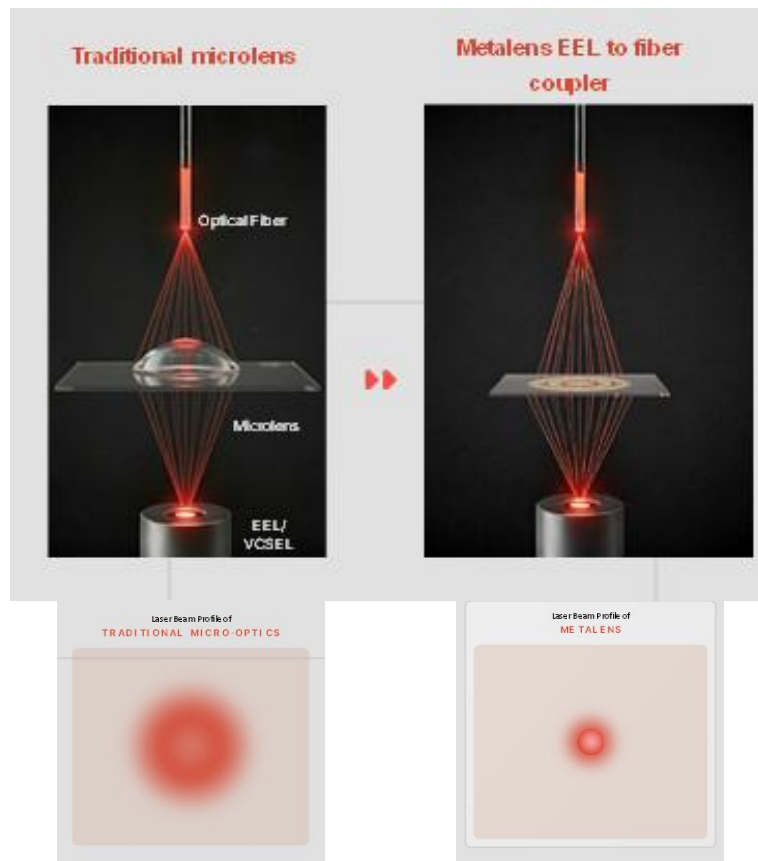 Traditional microlens
Metalens EEL to fiber
coupler
Optical Fiber
Microlens
EEL/
VCSEL
Laser Beam Profile of
TRADITIONAL MICRO-OPTICS
Laser Beam Profile of
METALENS